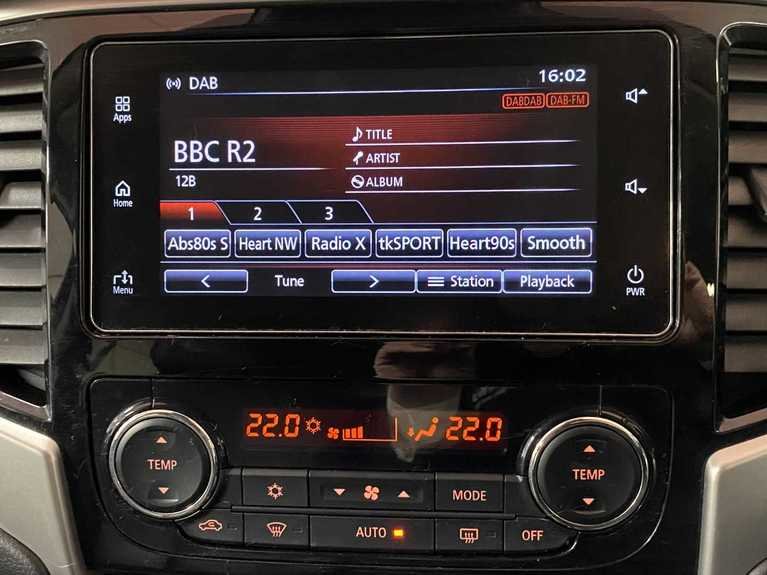 DAB
16:02
DABDAB DAB-FM
Apps
BBC R2
TITLE
ARTIST
12B
ALBUM
Home
1 2 3
Abs80s S Heart NW Radio X tkSPORT Heart90s Smooth
< Tune > Station Playback
Menu
PWR
22.0 22.0
TEMP
TEMP
MODE
AUTO
OFF